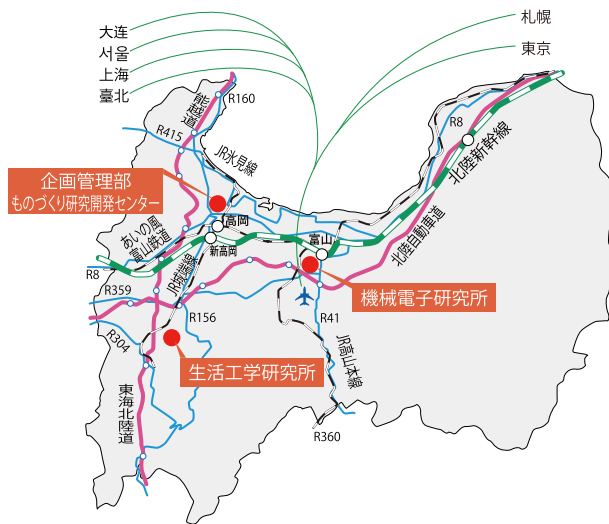 大连
서울
上海
臺北
札幌
東京
能越道
R160
R415
JR氷見線
R8
北陸新幹線
企画管理部
ものづくり研究開発センター
高岡
あいの風
富山鉄道
新高岡
富山
北陸自動車道
R8
JR城端線
R359
機械電子研究所
R156
R41
R304
生活工学研究所
JR高山本線
東海北陸道
R360